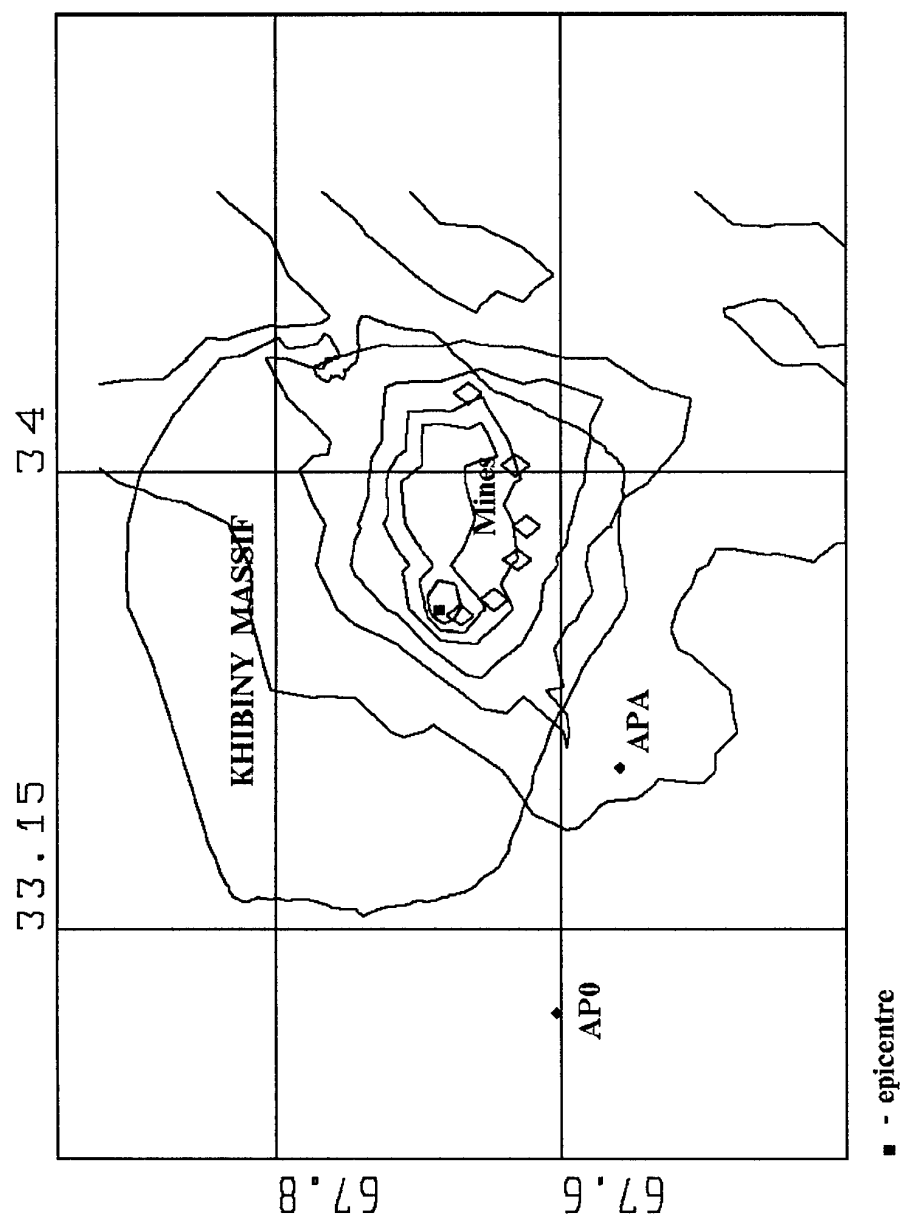 33.15
34
67.8
KHIBINY MASSIF
Mines
67.6
AP0
APA
■ - epicentre